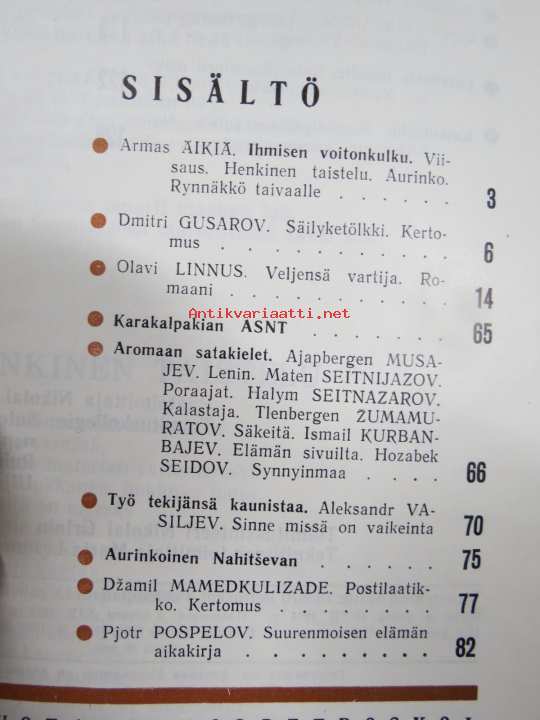 SISÄLTÖ
Armas ÄIKIÄ. Ihmisen voitonkulku. Vii-
saus. Henkinen taistelu. Aurinko.
Rynnäkkö taivaalle . . . . . . 3
Dmitri GUSAROV. Säilyketölkki. Kerto-
mus . . . . . . . . . . . 6
Olavi LINNUS. Veljensä vartija. Ro-
maani . . . . . . . . . . 14
Antikvariaatti.net
Karakalpakian ASNT . . . . . . . 65
Aromaan satakielet. Ajapbergen MUSA-
JEV. Lenin. Maten SEITNIJAZOV.
Poraajat. Halym SEITNAZAROV.
Kalastaja. Tlenbergen ŽUMAMU-
RATOV. Säkeitä. Ismail KURBAN-
BAJEV. Elämän sivuilta. Hozabek
SEIDOV. Synnyinmaa . . . . 66
Työ tekijänsä kaunistaa. Aleksandr VA-
SILJEV. Sinne missä on vaikeinta 70
Aurinkoinen Nahitševan . . . . . 75
Džamil MAMEDKULIZADE. Postilaatik-
ko. Kertomus . . . . . . . 77
Pjotr POSPELOV. Suurenmoisen elämän
aikakirja . . . . . . . . 82